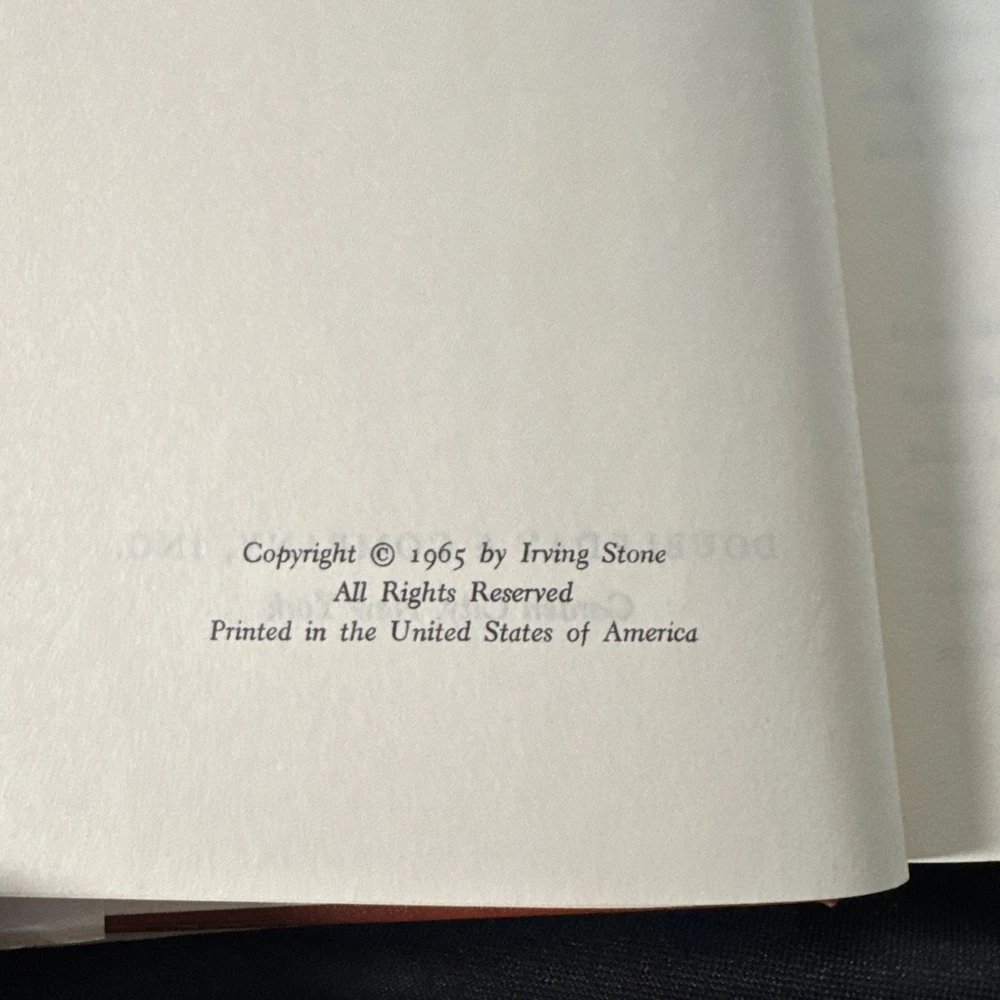 Copyright © 1965 by Irving Stone
All Rights Reserved
Printed in the United States of America